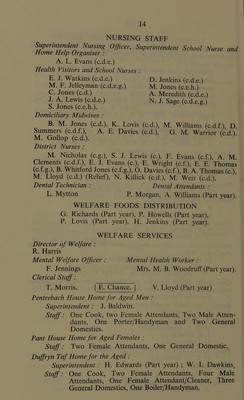 14
NURSING STAFF
Superintendent Nursing Officer, Superintendent School Nurse and
Home Help Organiser :
A. L. Evans (c.d.e.)
Health Visitors and School Nurses :
E. J. Watkins (c.d.e.)
D. Jenkins (c.d.e.)
M. F. Jelleyman (c.d.e.g.)
M. Jones (c.e.h.)
C. Jones (c.d.)
A. Meredith (c.d.e.)
J. A. Lewis (c.d.e.)
N. J. Sage (c.d.e.g.)
S. Jones (c.e.h.).
Domiciliary Midwives :
B. M. Jones (c.d.), K. Lovis (c.d.), M. Williams (c.d.f.), D.
Summers (c.d.f.), A. E. Davies (c.d.), G. M. Warrior (c.d.),
M. Gollop (c.d.).
District Nurses :
M. Nicholas (c.g.), S. J. Lewis (c.), F. Evans (c.f.), A. M.
Clements (c.d.f.), E. J. Evans (c.), E. Wright (c.f.), E. E. Thomas
(c.f.g.), B. Whitford Jones (c.f.g.), O. Davies (c.f.), B. A. Thomas (c.),
M. Lloyd (c.d.) (Relief), N. Killick (c.d.), M. Weir (c.d.).
Dental Technician :
Dental Attendants :
L. Mytton
P. Morgan, A. Williams (Part year).
WELFARE FOODS DISTRIBUTION
G. Richards (Part year), P. Howells (Part year),
P. Lovis (Part year), H. Jenkins (Part year).
WELFARE SERVICES
Director of Welfare :
R. Harris
Mental Welfare Officer :
Mental Health Worker :
F. Jennings
Mrs. M. B. Woodruff (Part year).
Clerical Staff :
T. Morris.
E. Chance.
V. Lloyd (Part year)
Pentrebach House Home for Aged Men :
Superintendent : J. Baldwin.
Staff : One Cook, two Female Attendants, Two Male Atten-
dants, One Porter/Handyman and Two General
Domestics.
Pant House Home for Aged Females :
Staff : Two Female Attendants, One General Domestic.
Duffryn Taf Home for the Aged :
Superintendent : H. Edwards (Part year) ; W. I. Dawkins,
Staff : One Cook, Two Female Attendants, Four Male
Attendants, One Female Attendant/Cleaner, Three
General Domestics, One Boiler/Handyman.